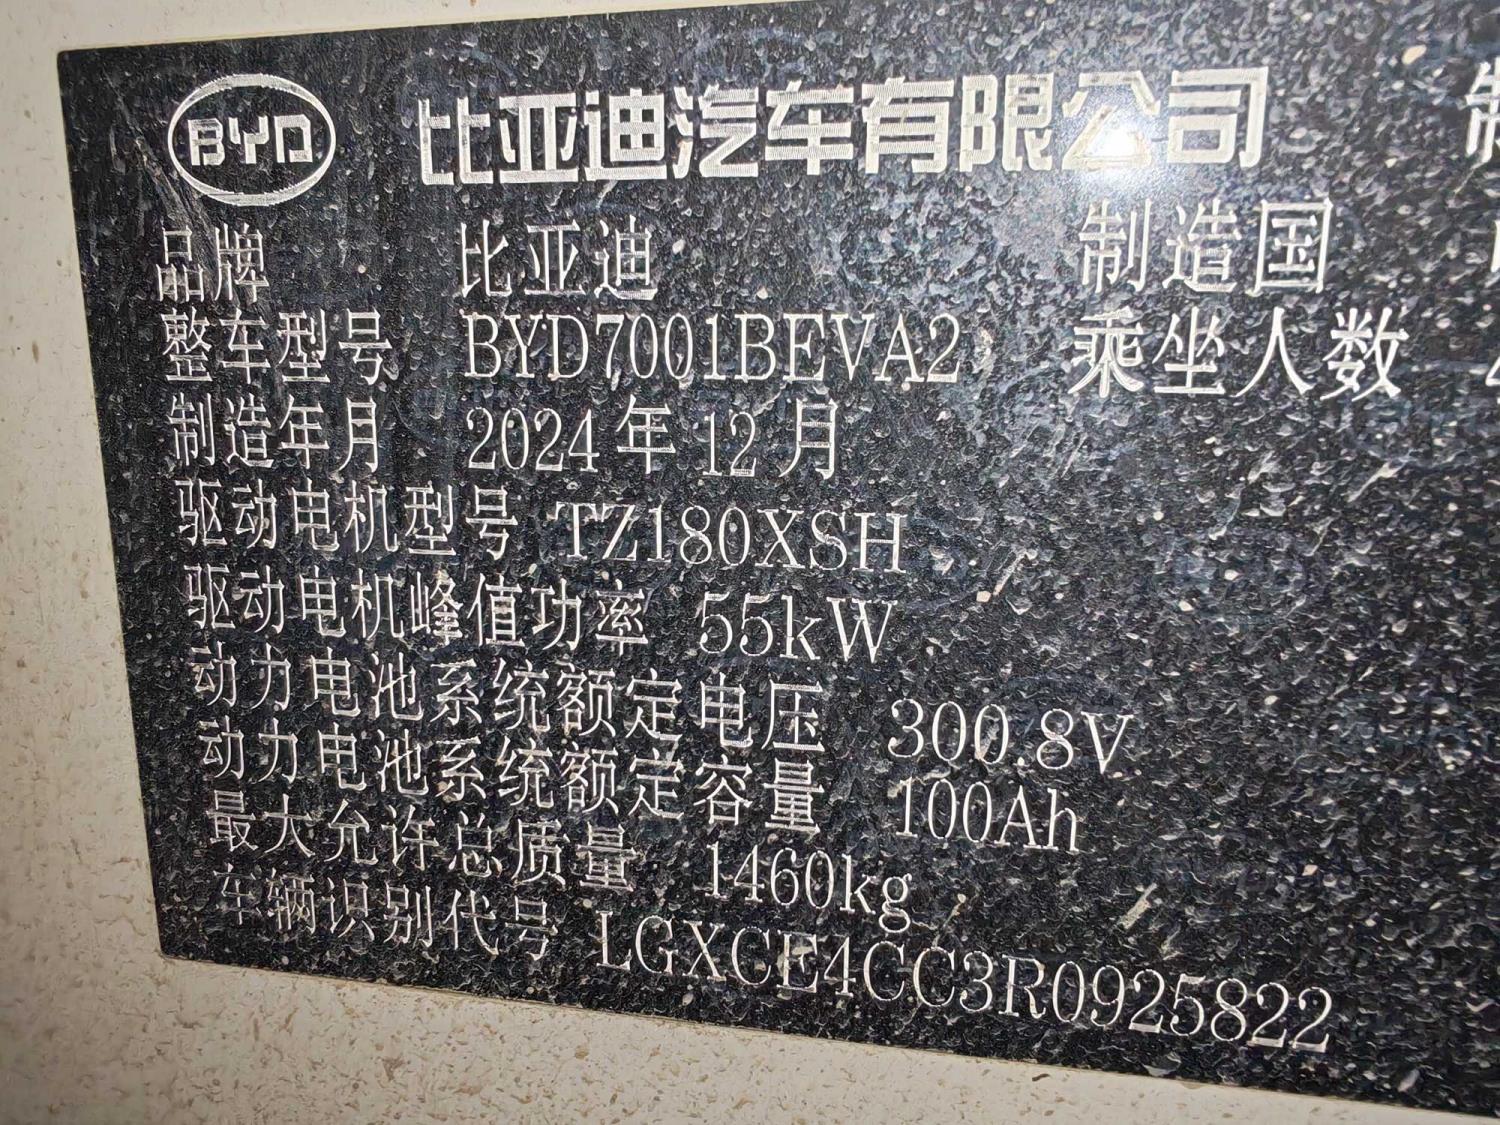 BYD 比亚迪汽车有限公司
品牌 比亚迪 制造国
整车型号 BYD7001BEVA2 乘坐人数
制造年月 2024年12月
驱动电机型号 TZ180XSH
驱动电机峰值功率 55kW
动力电池系统额定电压 300.8V
动力电池系统额定容量 100Ah
最大允许总质量 1460kg
车辆识别代号 LGXCE4CC3R0925822